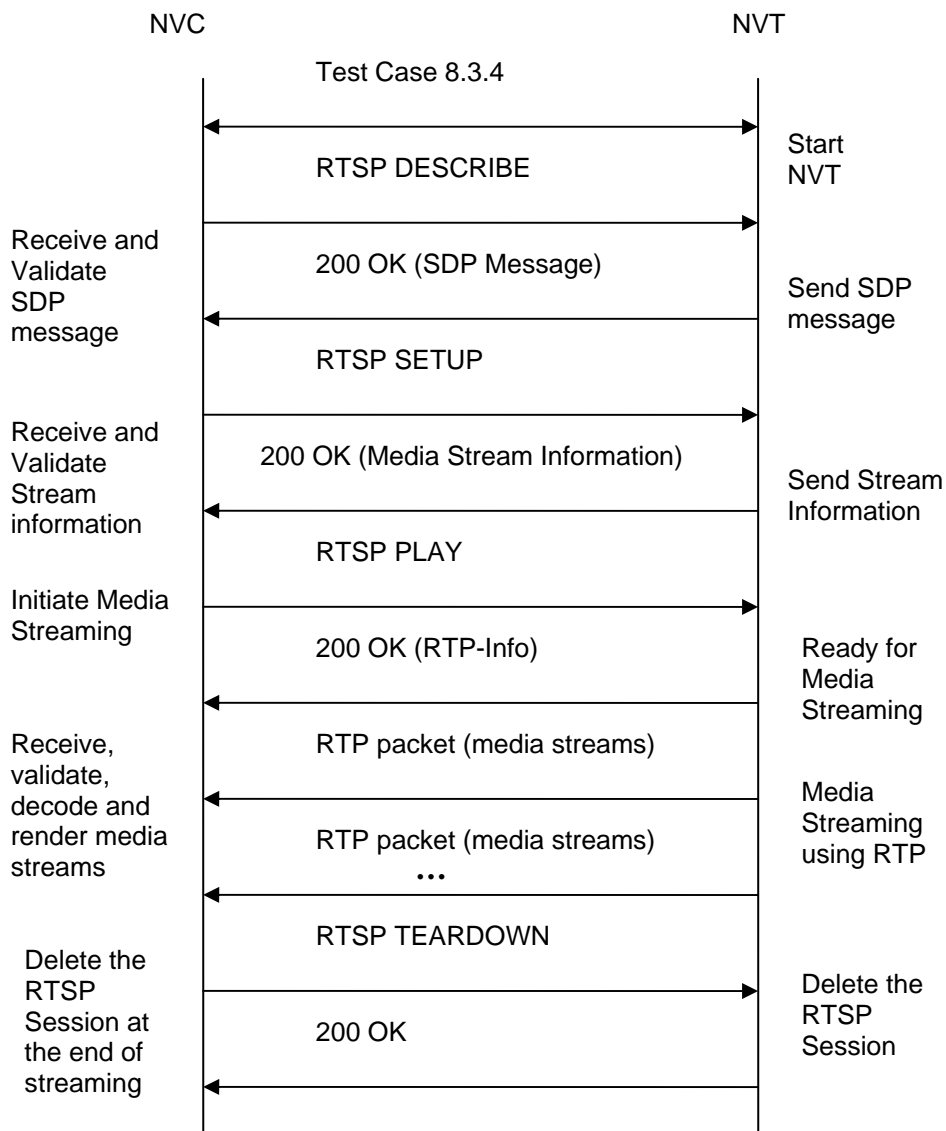 NVC
NVT
Test Case 8.3.4
Start
NVT
RTSP DESCRIBE
Receive and
Validate
SDP
message
200 OK (SDP Message)
Send SDP
message
RTSP SETUP
Receive and
Validate
Stream
information
200 OK (Media Stream Information)
Send Stream
Information
RTSP PLAY
Initiate Media
Streaming
200 OK (RTP-Info)
Ready for
Media
Streaming
RTP packet (media streams)
Receive,
validate,
decode and
render media
streams
Media
Streaming
using RTP
RTP packet (media streams)
...
RTSP TEARDOWN
Delete the
RTSP
Session at
the end of
streaming
Delete the
RTSP
Session
200 OK